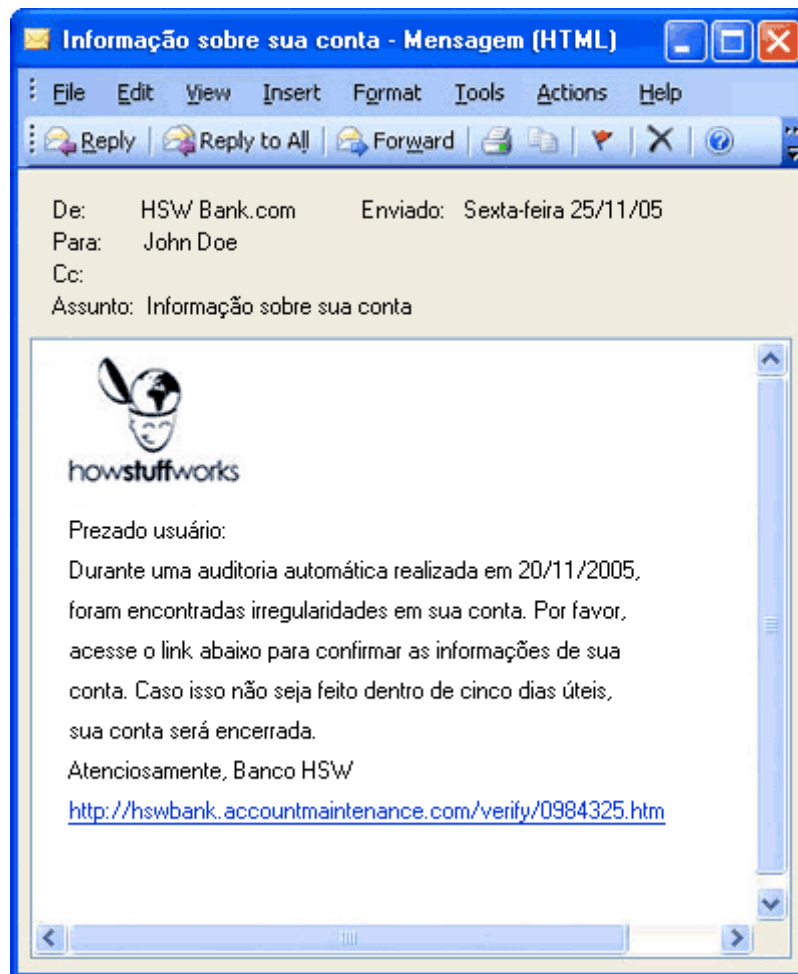 Informação sobre sua conta - Mensagem (HTML)
File Edit View Insert Format Tools Actions Help
Reply Reply to All Forward
De: HSW Bank.com Enviado: Sexta-feira 25/11/05
Para: John Doe
Cc:
Assunto: Informação sobre sua conta
howstuffworks
Prezado usuário:
Durante uma auditoria automática realizada em 20/11/2005,
foram encontradas irregularidades em sua conta. Por favor,
acesse o link abaixo para confirmar as informações de sua
conta. Caso isso não seja feito dentro de cinco dias úteis,
sua conta será encerrada.
Atenciosamente, Banco HSW
http://hswbank.accountmaintenance.com/verify/0984325.htm